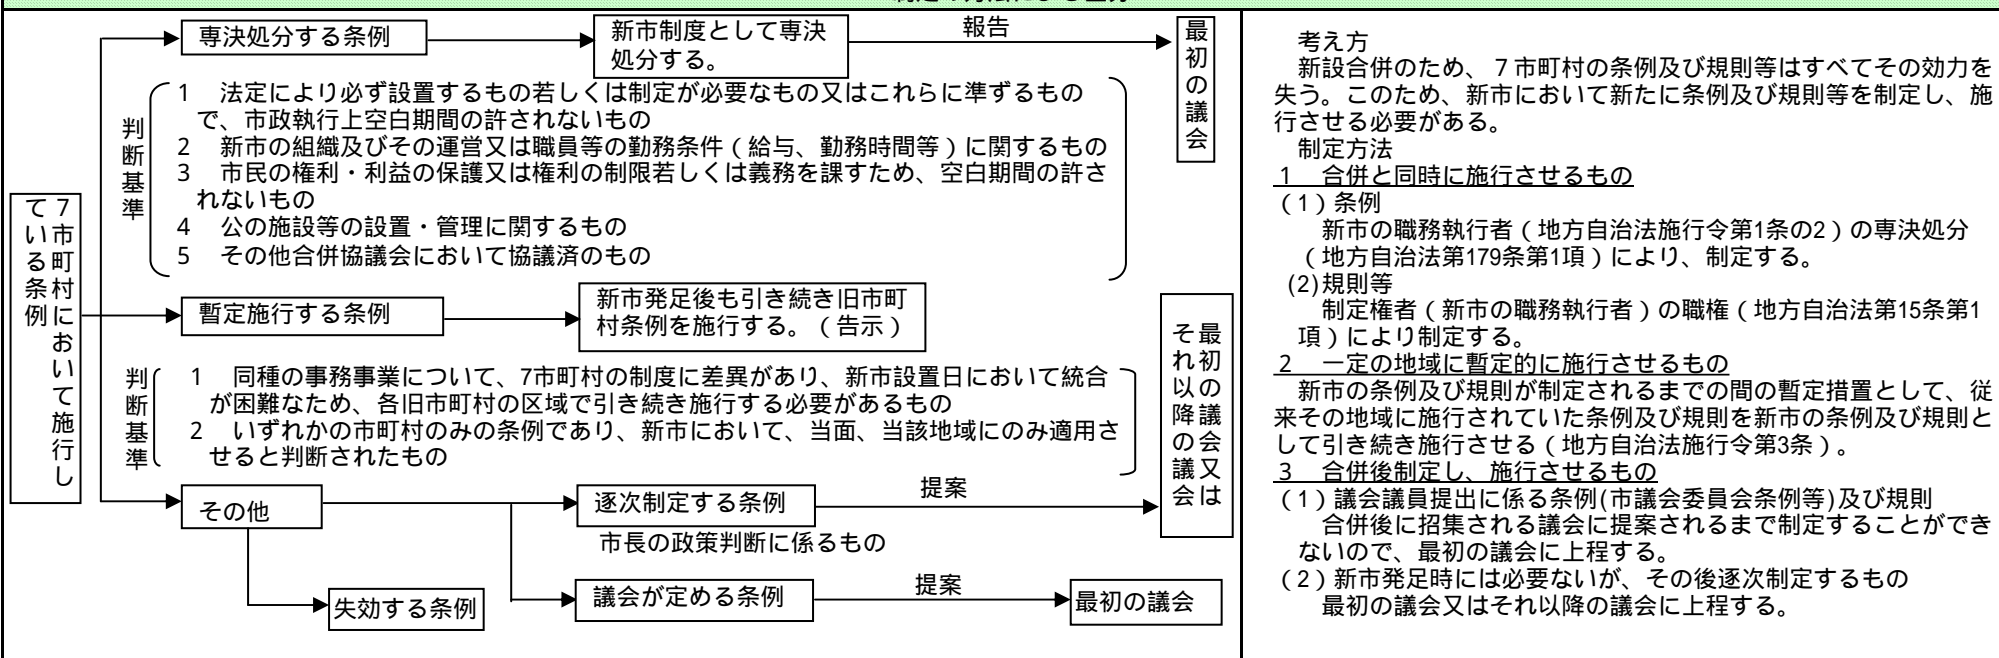 専決処分する条例
新市制度として専決
処分する。
報告
最初の議会
判断基準
1　法定により必ず設置するもの若しくは制定が必要なもの又はこれらに準ずるもの
で、市政執行上空白期間の許されないもの
2　新市の組織及びその運営又は職員等の勤務条件（給与、勤務時間等）に関するもの
3　市民の権利・利益の保護又は権利の制限若しくは義務を課すため、空白期間の許さ
れないもの
4　公の施設等の設置・管理に関するもの
5　その他合併協議会において協議済のもの
７市町村において施行し
ている条例
暫定施行する条例
新市発足後も引き続き旧市町
村条例を施行する。（告示）
最初の議会又は
それ以降の議会
判断基準
1　同種の事務事業について、7市町村の制度に差異があり、新市設置日において統合
が困難なため、各旧市町村の区域で引き続き施行する必要があるもの
2　いずれかの市町村のみの条例であり、新市において、当面、当該地域にのみ適用さ
せると判断されたもの
その他
逐次制定する条例
提案
市長の政策判断に係るもの
議会が定める条例
提案
最初の議会
失効する条例
考え方
新設合併のため、７市町村の条例及び規則等はすべてその効力を
失う。このため、新市において新たに条例及び規則等を制定し、施
行させる必要がある。
制定方法
1　合併と同時に施行させるもの
（1）条例
新市の職務執行者（地方自治法施行令第1条の2）の専決処分
（地方自治法第179条第1項）により、制定する。
(2)規則等
制定権者（新市の職務執行者）の職権（地方自治法第15条第1
項）により制定する。
2　一定の地域に暫定的に施行させるもの
新市の条例及び規則が制定されるまでの間の暫定措置として、従
来その地域に施行されていた条例及び規則を新市の条例及び規則と
して引き続き施行させる（地方自治法施行令第3条）。
3　合併後制定し、施行させるもの
（1）議会議員提出に係る条例(市議会委員会条例等)及び規則
合併後に招集される議会に提案されるまで制定することができ
ないので、最初の議会に上程する。
（2）新市発足時には必要ないが、その後逐次制定するもの
最初の議会又はそれ以降の議会に上程する。